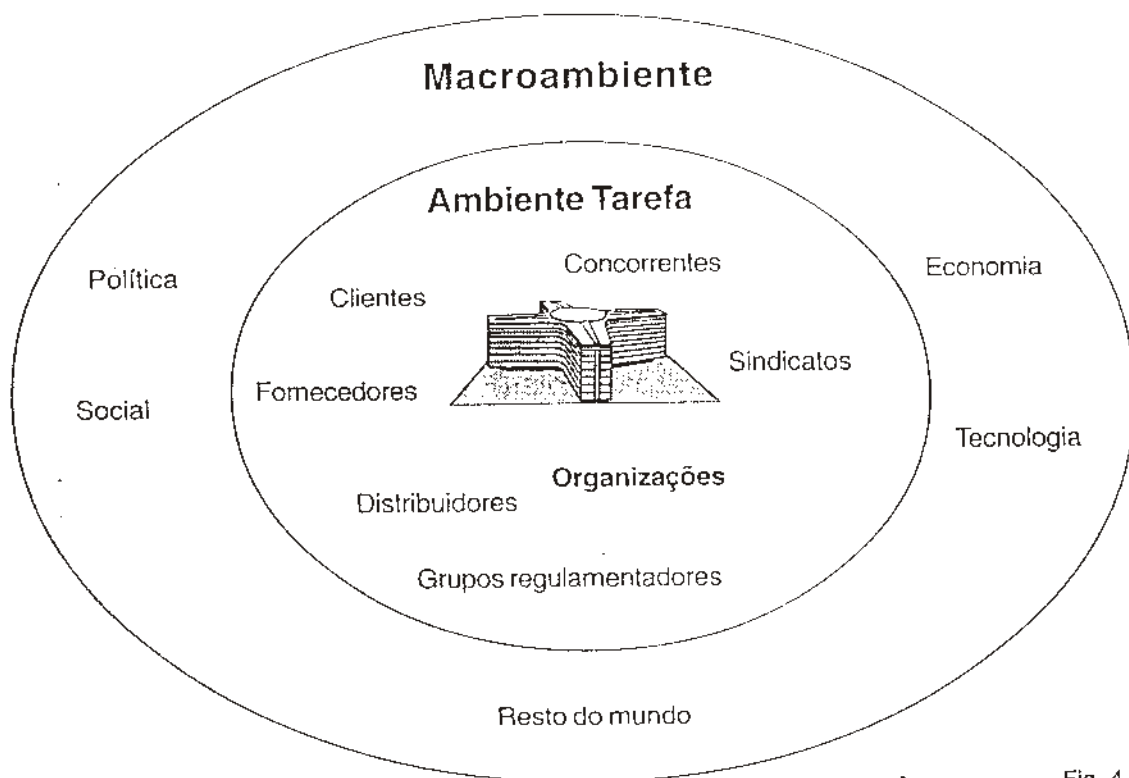 Macroambiente
Ambiente Tarefa
Concorrentes
Economia
Política
Clientes
Sindicatos
Fornecedores
Social
Tecnologia
Organizações
Distribuidores
Grupos regulamentadores
Resto do mundo
Fig. 4